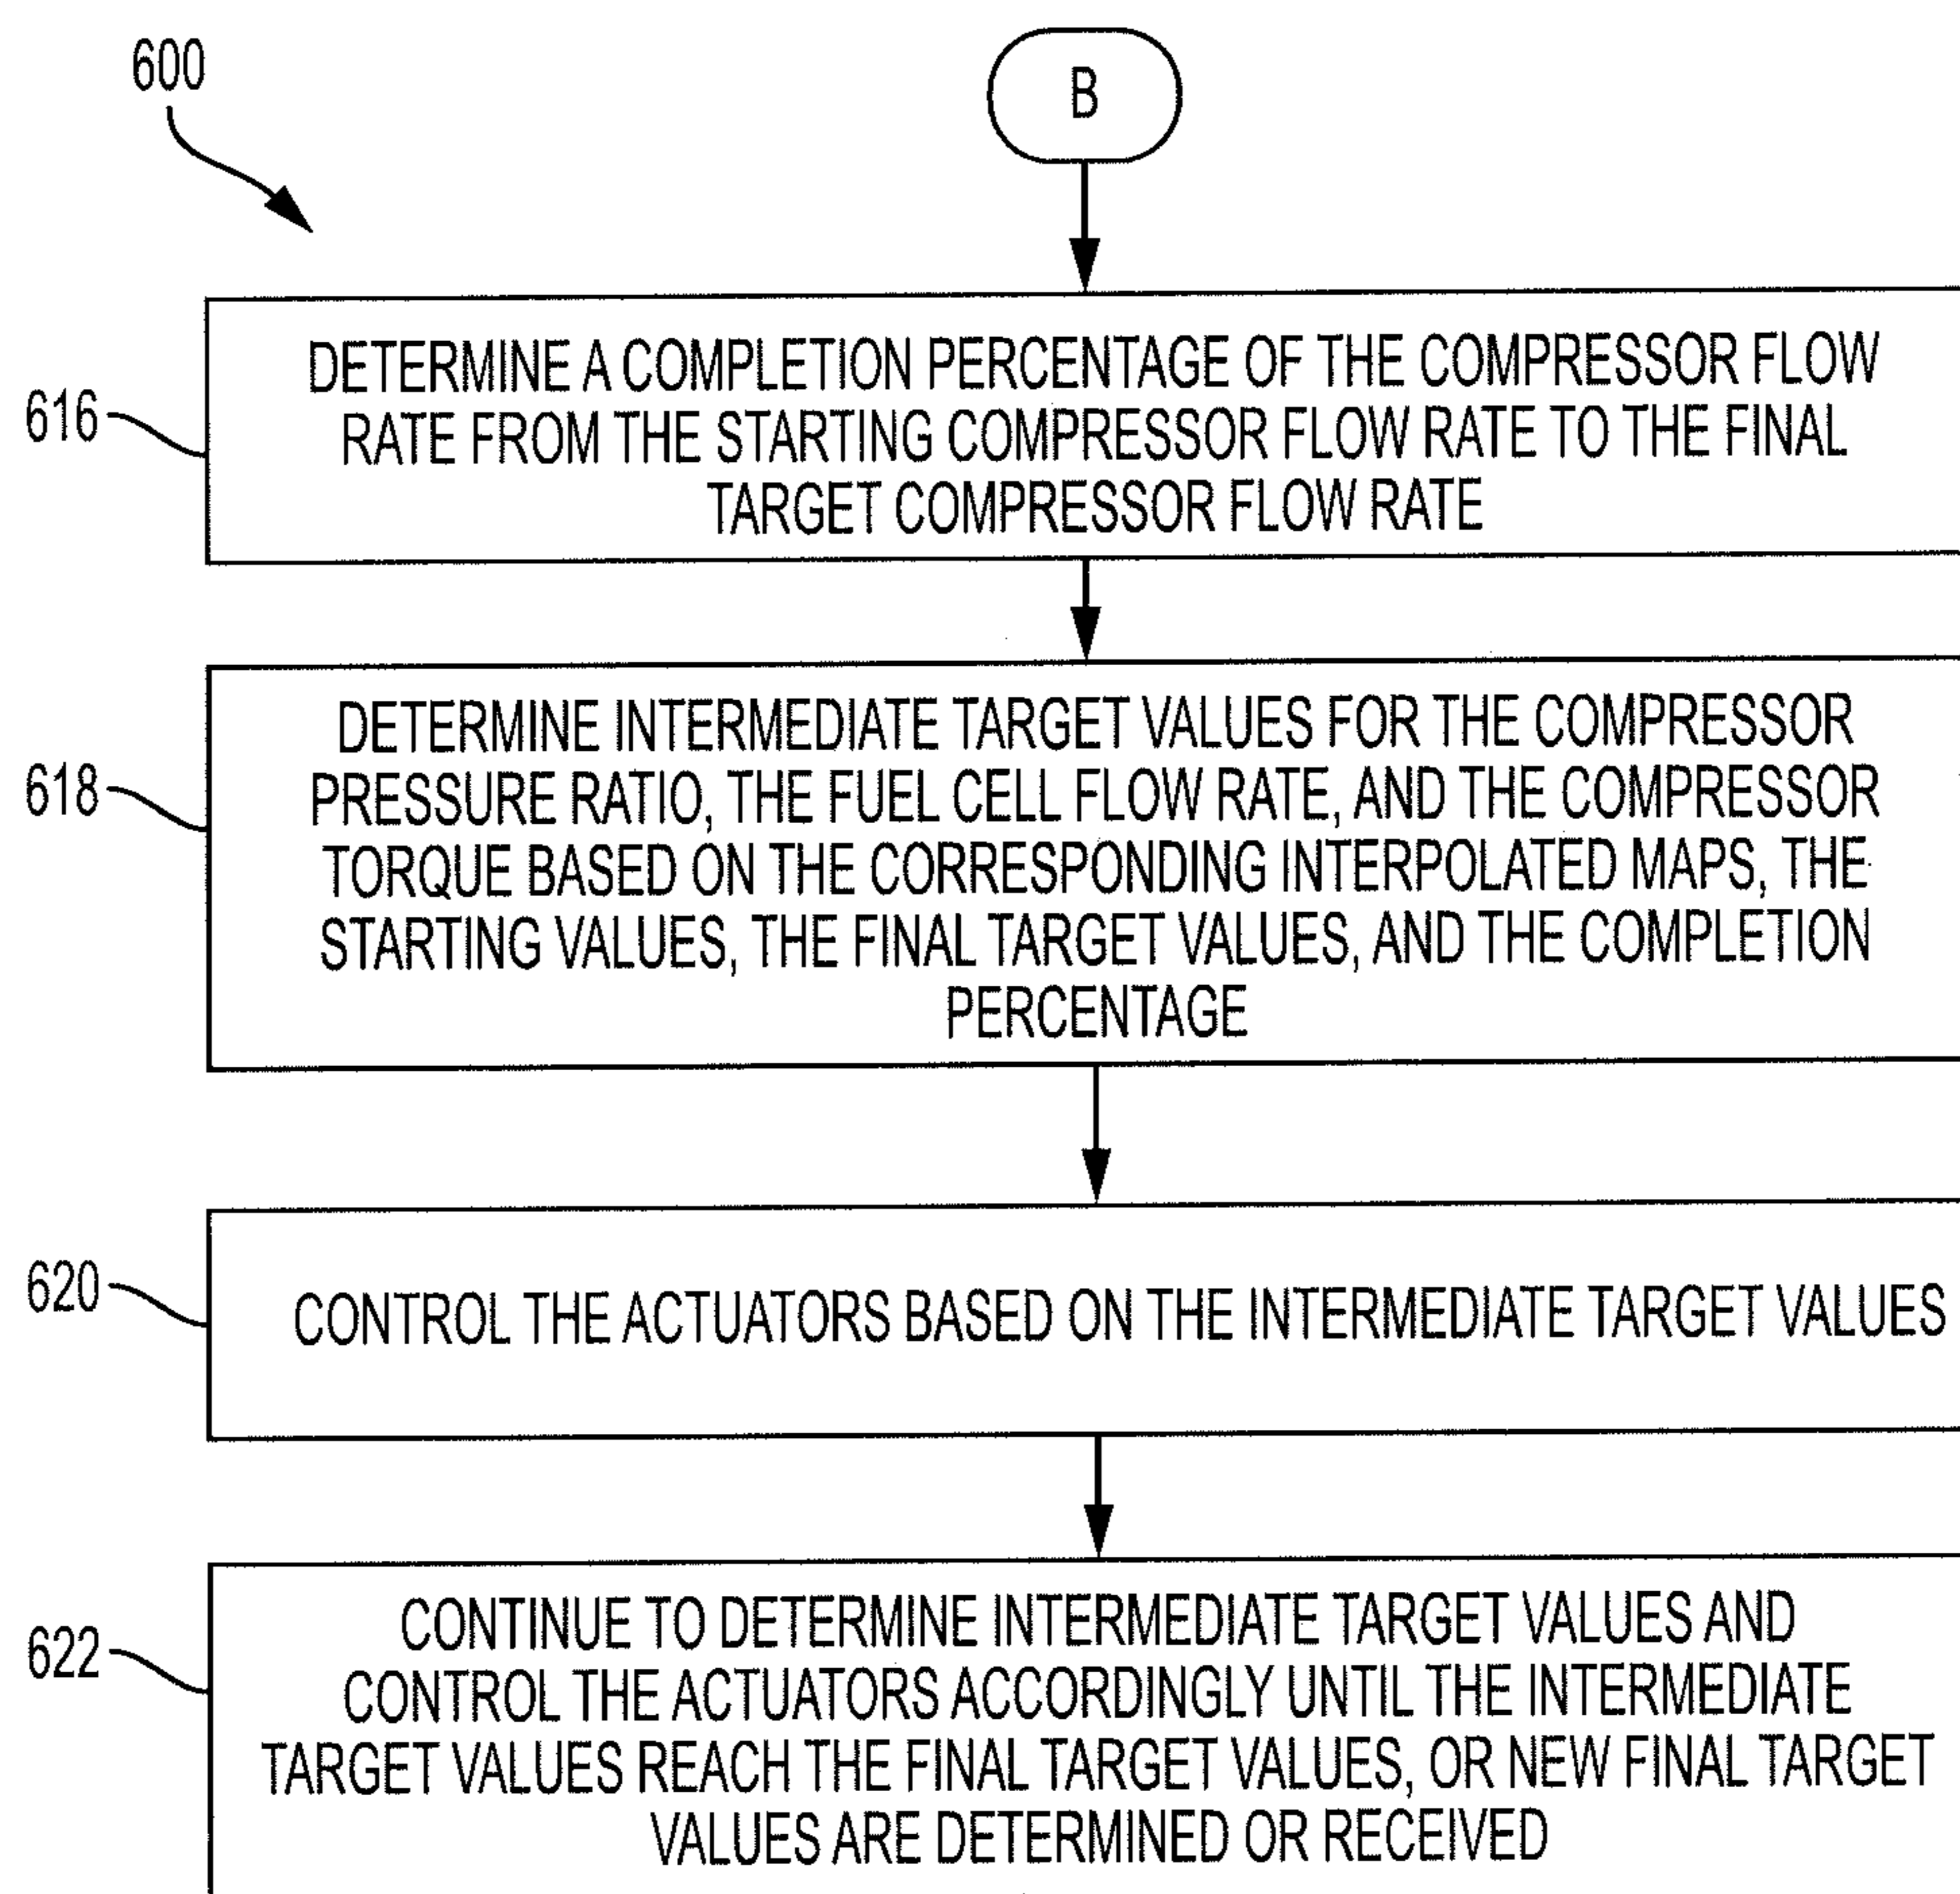 600
B
616
DETERMINE A COMPLETION PERCENTAGE OF THE COMPRESSOR FLOW
RATE FROM THE STARTING COMPRESSOR FLOW RATE TO THE FINAL
TARGET COMPRESSOR FLOW RATE
618
DETERMINE INTERMEDIATE TARGET VALUES FOR THE COMPRESSOR
PRESSURE RATIO, THE FUEL CELL FLOW RATE, AND THE COMPRESSOR
TORQUE BASED ON THE CORRESPONDING INTERPOLATED MAPS, THE
STARTING VALUES, THE FINAL TARGET VALUES, AND THE COMPLETION
PERCENTAGE
620
CONTROL THE ACTUATORS BASED ON THE INTERMEDIATE TARGET VALUES
622
CONTINUE TO DETERMINE INTERMEDIATE TARGET VALUES AND
CONTROL THE ACTUATORS ACCORDINGLY UNTIL THE INTERMEDIATE
TARGET VALUES REACH THE FINAL TARGET VALUES, OR NEW FINAL TARGET
VALUES ARE DETERMINED OR RECEIVED